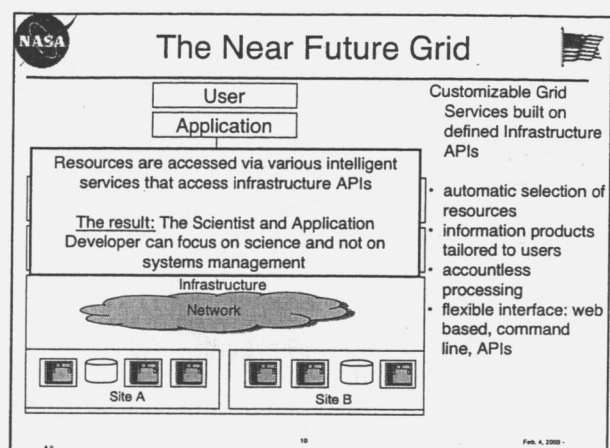 NASA
The Near Future Grid
User
Application
Resources are accessed via various intelligent
services that access infrastructure APIs
The result: The Scientist and Application
Developer can focus on science and not on
systems management
Infrastructure
Network
Site A
Site B
Customizable Grid
Services built on
defined Infrastructure
APIs
• automatic selection of
resources
• information products
tailored to users
• accountless
processing
• flexible interface: web
based, command
line, APIs
10
Feb. 4, 2003 -